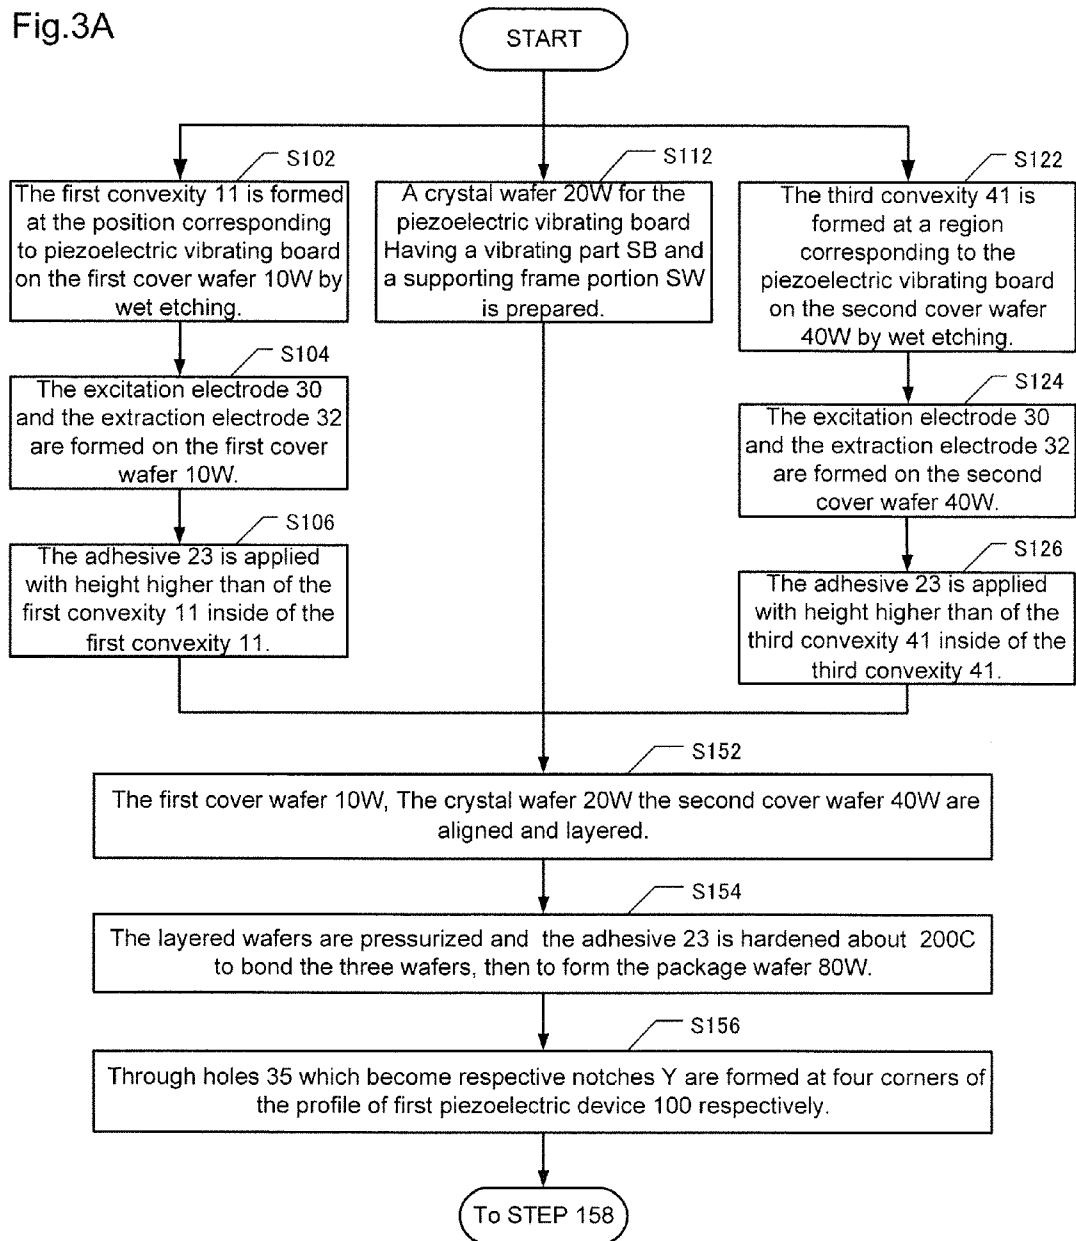 Fig.3A
START
S102
The first convexity 11 is formed
at the position corresponding
to piezoelectric vibrating board
on the first cover wafer 10W by
wet etching.
S104
The excitation electrode 30
and the extraction electrode 32
are formed on the first cover
wafer 10W.
S106
The adhesive 23 is applied
with height higher than of the
first convexity 11 inside of the
first convexity 11.
S112
A crystal wafer 20W for the
piezoelectric vibrating board
Having a vibrating part SB and
a supporting frame portion SW
is prepared.
S122
The third convexity 41 is
formed at a region
corresponding to the
piezoelectric vibrating board
on the second cover wafer
40W by wet etching.
S124
The excitation electrode 30
and the extraction electrode 32
are formed on the second
cover wafer 40W.
S126
The adhesive 23 is applied
with height higher than of the
third convexity 41 inside of the
third convexity 41.
S152
The first cover wafer 10W, The crystal wafer 20W the second cover wafer 40W are
aligned and layered.
S154
The layered wafers are pressurized and the adhesive 23 is hardened about 200C
to bond the three wafers, then to form the package wafer 80W.
S156
Through holes 35 which become respective notches Y are formed at four corners of
the profile of first piezoelectric device 100 respectively.
To STEP 158